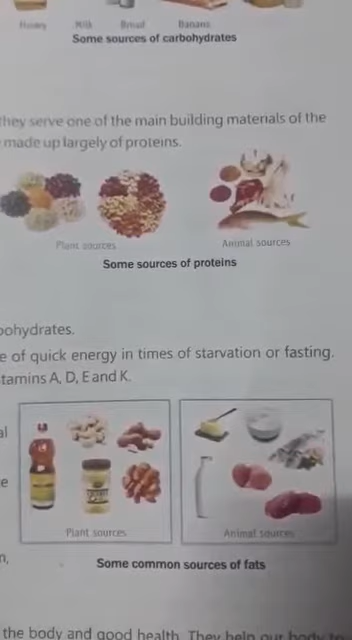 Honey Milk Bread Banana
Some sources of carbohydrates
they serve one of the main building materials of the
made up largely of proteins.
Plant sources Animal sources
Some sources of proteins
bohydrates.
e of quick energy in times of starvation or fasting.
tamins A, D, E and K.
al
e
Plant sources Animal sources
n,
Some common sources of fats
the body and good health. They help our body to